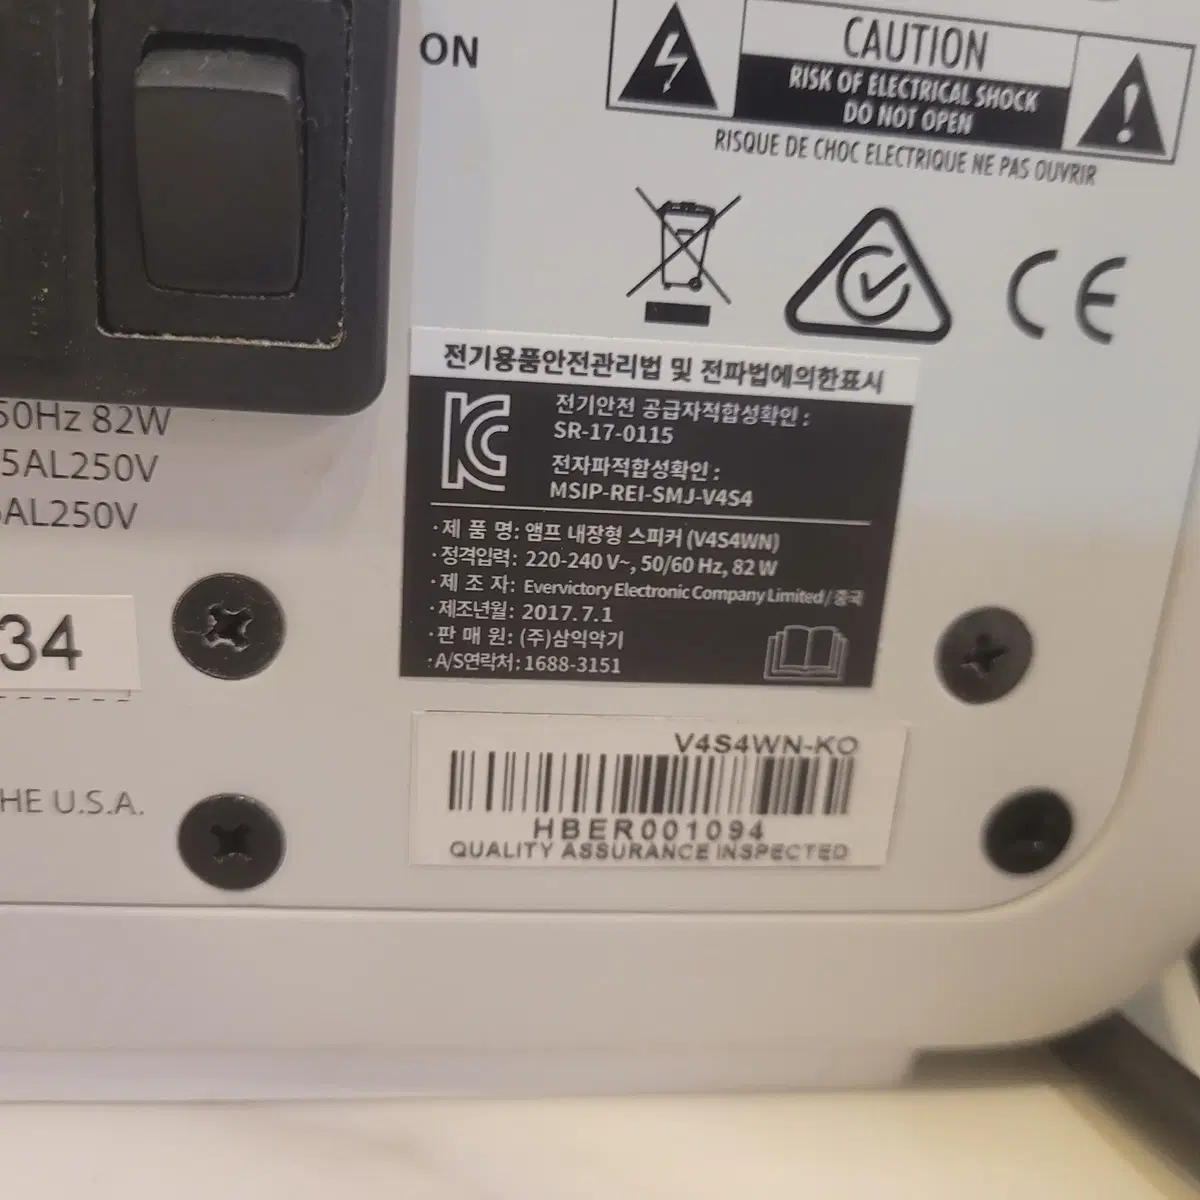 ON
CAUTION
RISK OF ELECTRICAL SHOCK
DO NOT OPEN
RISQUE DE CHOC ELECTRIQUE NE PAS OUVRIR
CE
50Hz 82W
5AL250V
AL250V
전기용품안전관리법 및 전파법에의한표시
전기안전 공급자적합성확인 :
SR-17-0115
전자파적합성확인 :
MSIP-REI-SMJ-V4S4
·제 품 명: 앰프 내장형 스피커 (V4S4WN)
·정격입력: 220-240 V~, 50/60 Hz, 82 W
·제 조 자: Evervictory Electronic Company Limited / 중국
·제조년월: 2017.7.1
·판 매 원: (주)삼익악기
·A/S연락처: 1688-3151
34
HE U.S.A.
V4S4WN-KO
HBER001094
QUALITY ASSURANCE INSPECTED